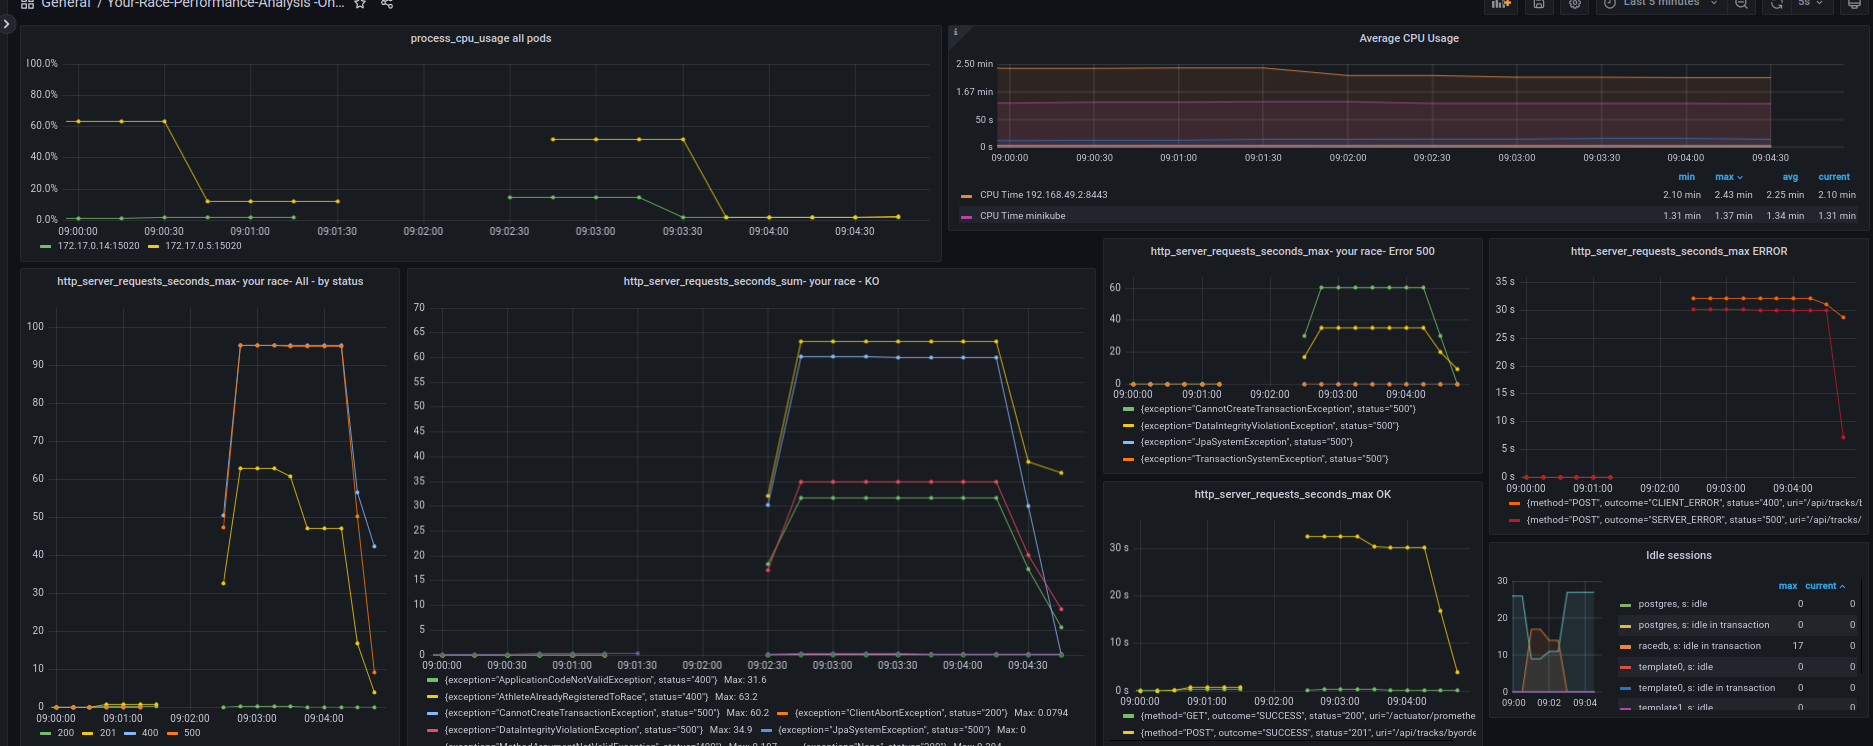 General / Your-Race-Performance-Analysis -On...
Last 5 minutes
5s
process_cpu_usage all pods
100.0%
80.0%
60.0%
40.0%
20.0%
0.0%
09:00:00 09:00:30 09:01:00 09:01:30 09:02:00 09:02:30 09:03:00 09:03:30 09:04:00 09:04:30
172.17.0.14:15020 172.17.0.5:15020
Average CPU Usage
2.50 min
1.67 min
50 s
0 s
09:00:00 09:00:30 09:01:00 09:01:30 09:02:00 09:02:30 09:03:00 09:03:30 09:04:00 09:04:30
min max avg current
CPU Time 192.168.49.2:8443 2.10 min 2.43 min 2.25 min 2.10 min
CPU Time minikube 1.31 min 1.37 min 1.34 min 1.31 min
http_server_requests_seconds_max- your race- All - by status
100
90
80
70
60
50
40
30
20
10
0
09:00:00 09:01:00 09:02:00 09:03:00 09:04:00
200 201 400 500
http_server_requests_seconds_sum- your race - KO
70
65
60
55
50
45
40
35
30
25
20
15
10
5
0
09:00:00 09:00:30 09:01:00 09:01:30 09:02:00 09:02:30 09:03:00 09:03:30 09:04:00 09:04:30
{exception="ApplicationCodeNotValidException", status="400"} Max: 31.6
{exception="AthleteAlreadyRegisteredToRace", status="400"} Max: 63.2
{exception="CannotCreateTransactionException", status="500"} Max: 60.2 {exception="ClientAbortException", status="200"} Max: 0.0794
{exception="DataIntegrityViolationException", status="500"} Max: 34.9 {exception="JpaSystemException", status="500"} Max: 0
http_server_requests_seconds_max- your race- Error 500
60
40
20
0
09:00:00 09:01:00 09:02:00 09:03:00 09:04:00
{exception="CannotCreateTransactionException", status="500"}
{exception="DataIntegrityViolationException", status="500"}
{exception="JpaSystemException", status="500"}
{exception="TransactionSystemException", status="500"}
http_server_requests_seconds_max ERROR
35 s
30 s
25 s
20 s
15 s
10 s
5 s
0 s
09:00:00 09:01:00 09:02:00 09:03:00 09:04:00
{method="POST", outcome="CLIENT_ERROR", status="400", uri="/api/tracks/
{method="POST", outcome="SERVER_ERROR", status="500", uri="/api/tracks/
http_server_requests_seconds_max OK
30 s
20 s
10 s
0 s
09:00:00 09:01:00 09:02:00 09:03:00 09:04:00
{method="GET", outcome="SUCCESS", status="200", uri="/actuator/promethe
{method="POST", outcome="SUCCESS", status="201", uri="/api/tracks/byorde
Idle sessions
30
20
10
0
09:00 09:02 09:04
max current
postgres, s: idle 0 0
postgres, s: idle in transaction 0 0
racedb, s: idle in transaction 17 0
template0, s: idle 0 0
template0, s: idle in transaction 0 0
template1, s: idle 0 0